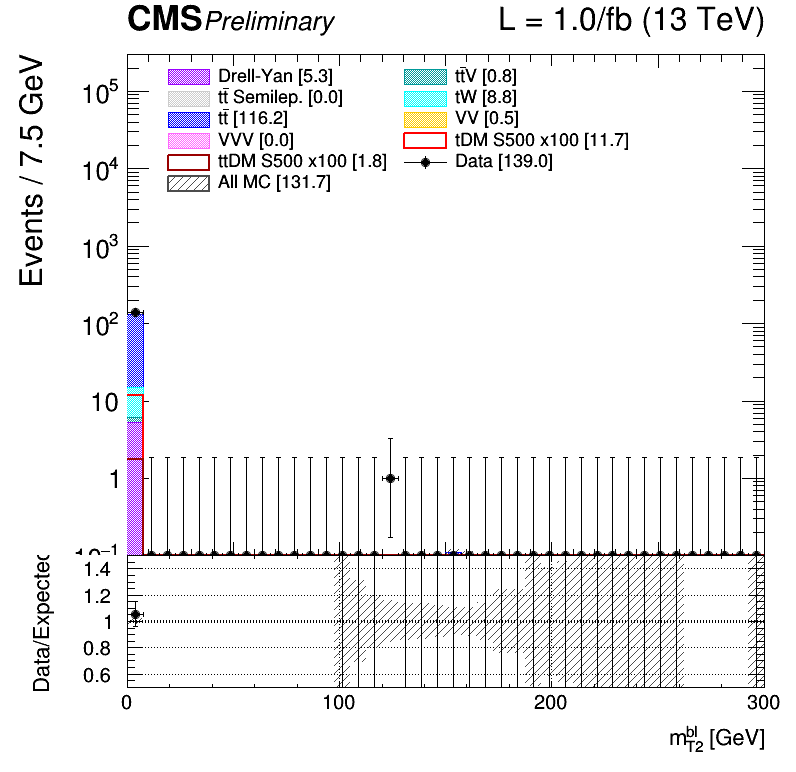 CMS Preliminary L = 1.0/fb (13 TeV)
Events / 7.5 GeV
Drell-Yan [5.3] tt̄V [0.8]
tt̄ Semilep. [0.0] tW [8.8]
tt̄ [116.2] VV [0.5]
VVV [0.0] tDM S500 x100 [11.7]
ttDM S500 x100 [1.8] Data [139.0]
All MC [131.7]
10⁵
10⁴
10³
10²
10
1
10⁻¹
Data/Expected
1.4
1.2
1
0.8
0.6
0 100 200 300
m_{T2}^{bl} [GeV]